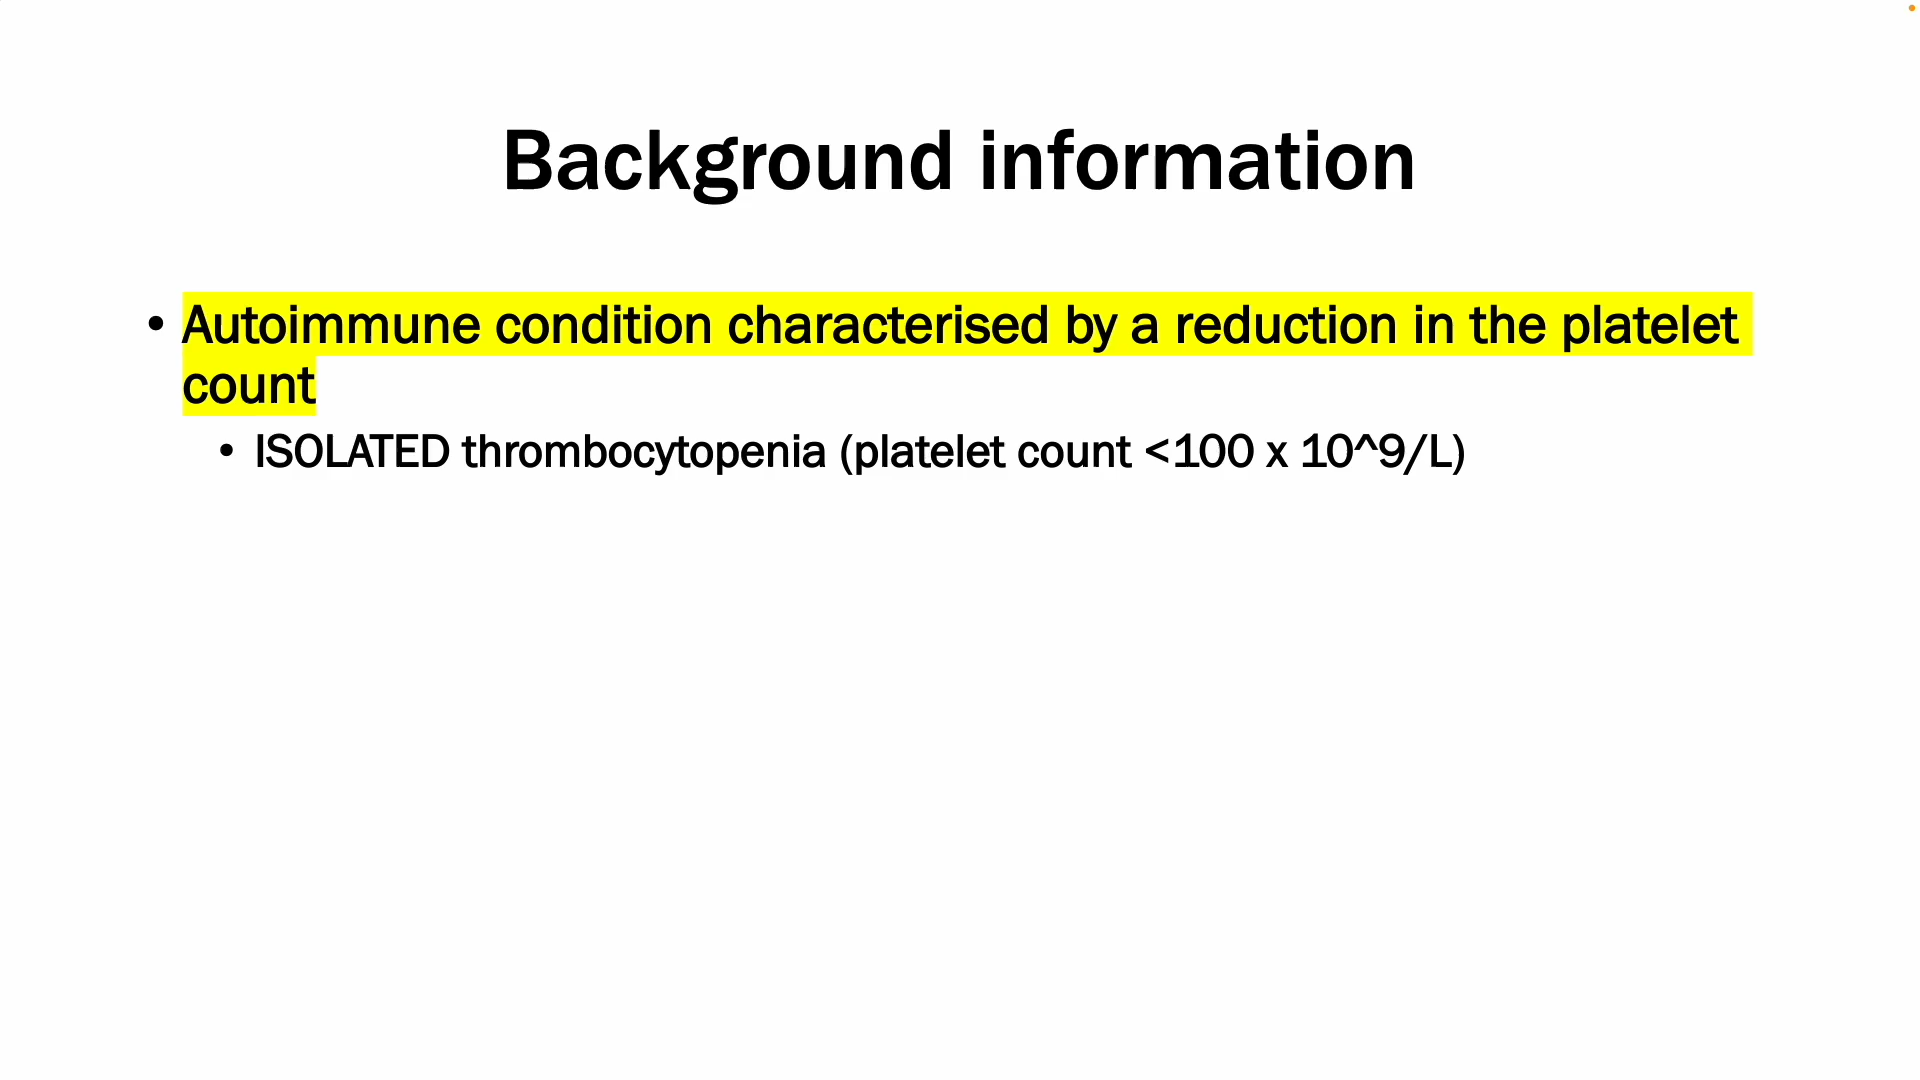 Background information
• Autoimmune condition characterised by a reduction in the platelet
count
• ISOLATED thrombocytopenia (platelet count <100 x 10^9/L)